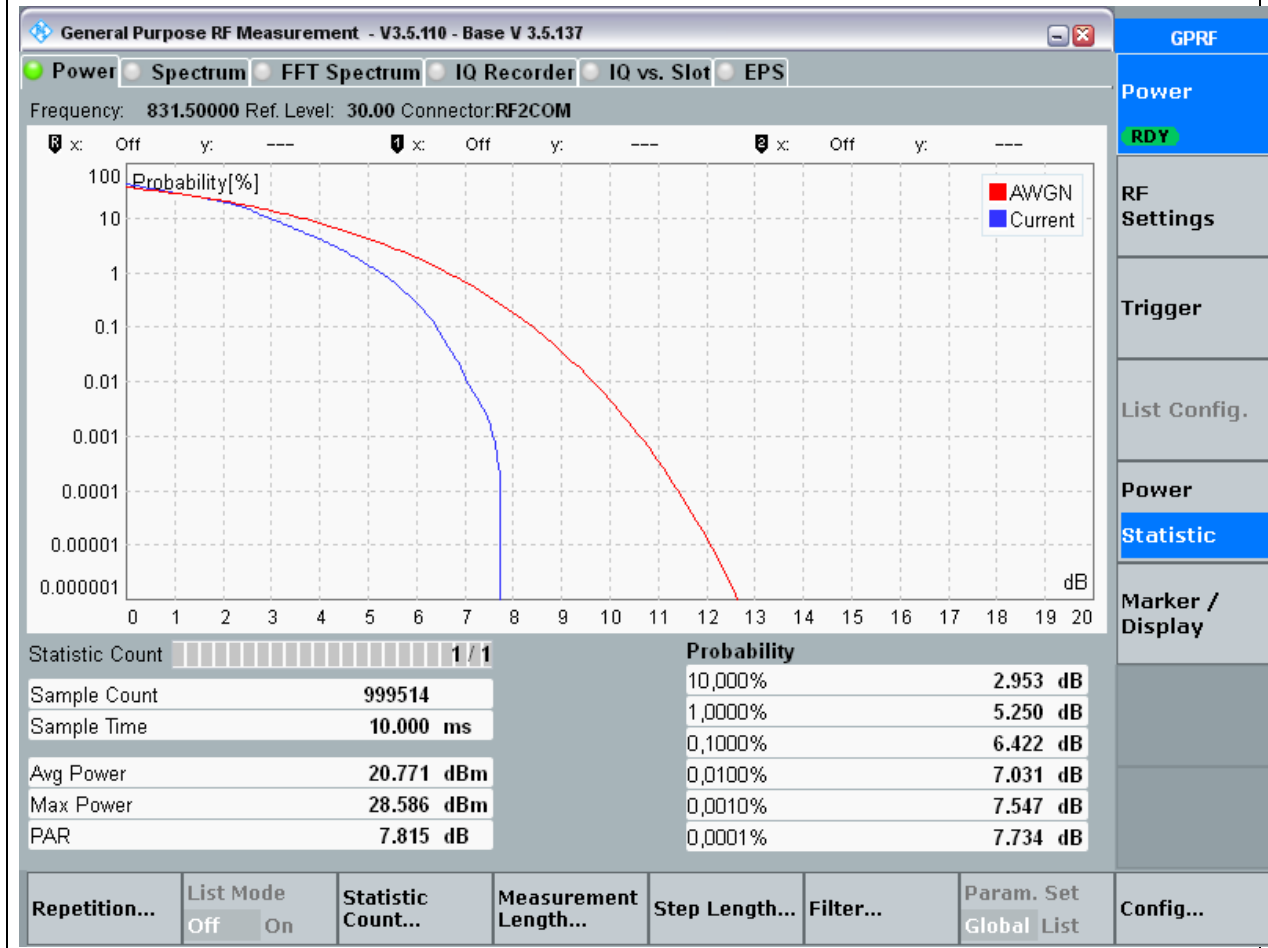 General Purpose RF Measurement - V3.5.110 - Base V 3.5.137
GPRF
Power Spectrum FFT Spectrum IQ Recorder IQ vs. Slot EPS
Frequency: 831.50000 Ref. Level: 30.00 Connector:RF2COM
R x: Off y: --- 1 x: Off y: --- 2 x: Off y: ---
Probability[%]
AWGN
Current
100
10
1
0.1
0.01
0.001
0.0001
0.00001
0.000001
dB
0 1 2 3 4 5 6 7 8 9 10 11 12 13 14 15 16 17 18 19 20
Statistic Count 1 / 1
Sample Count 999514
Sample Time 10.000 ms
Avg Power 20.771 dBm
Max Power 28.586 dBm
PAR 7.815 dB
Probability
10,000% 2.953 dB
1,0000% 5.250 dB
0,1000% 6.422 dB
0,0100% 7.031 dB
0,0010% 7.547 dB
0,0001% 7.734 dB
Power
RDY
RF
Settings
Trigger
List Config.
Power
Statistic
Marker /
Display
Repetition...
List Mode
Off On
Statistic
Count...
Measurement
Length...
Step Length...
Filter...
Param. Set
Global List
Config...